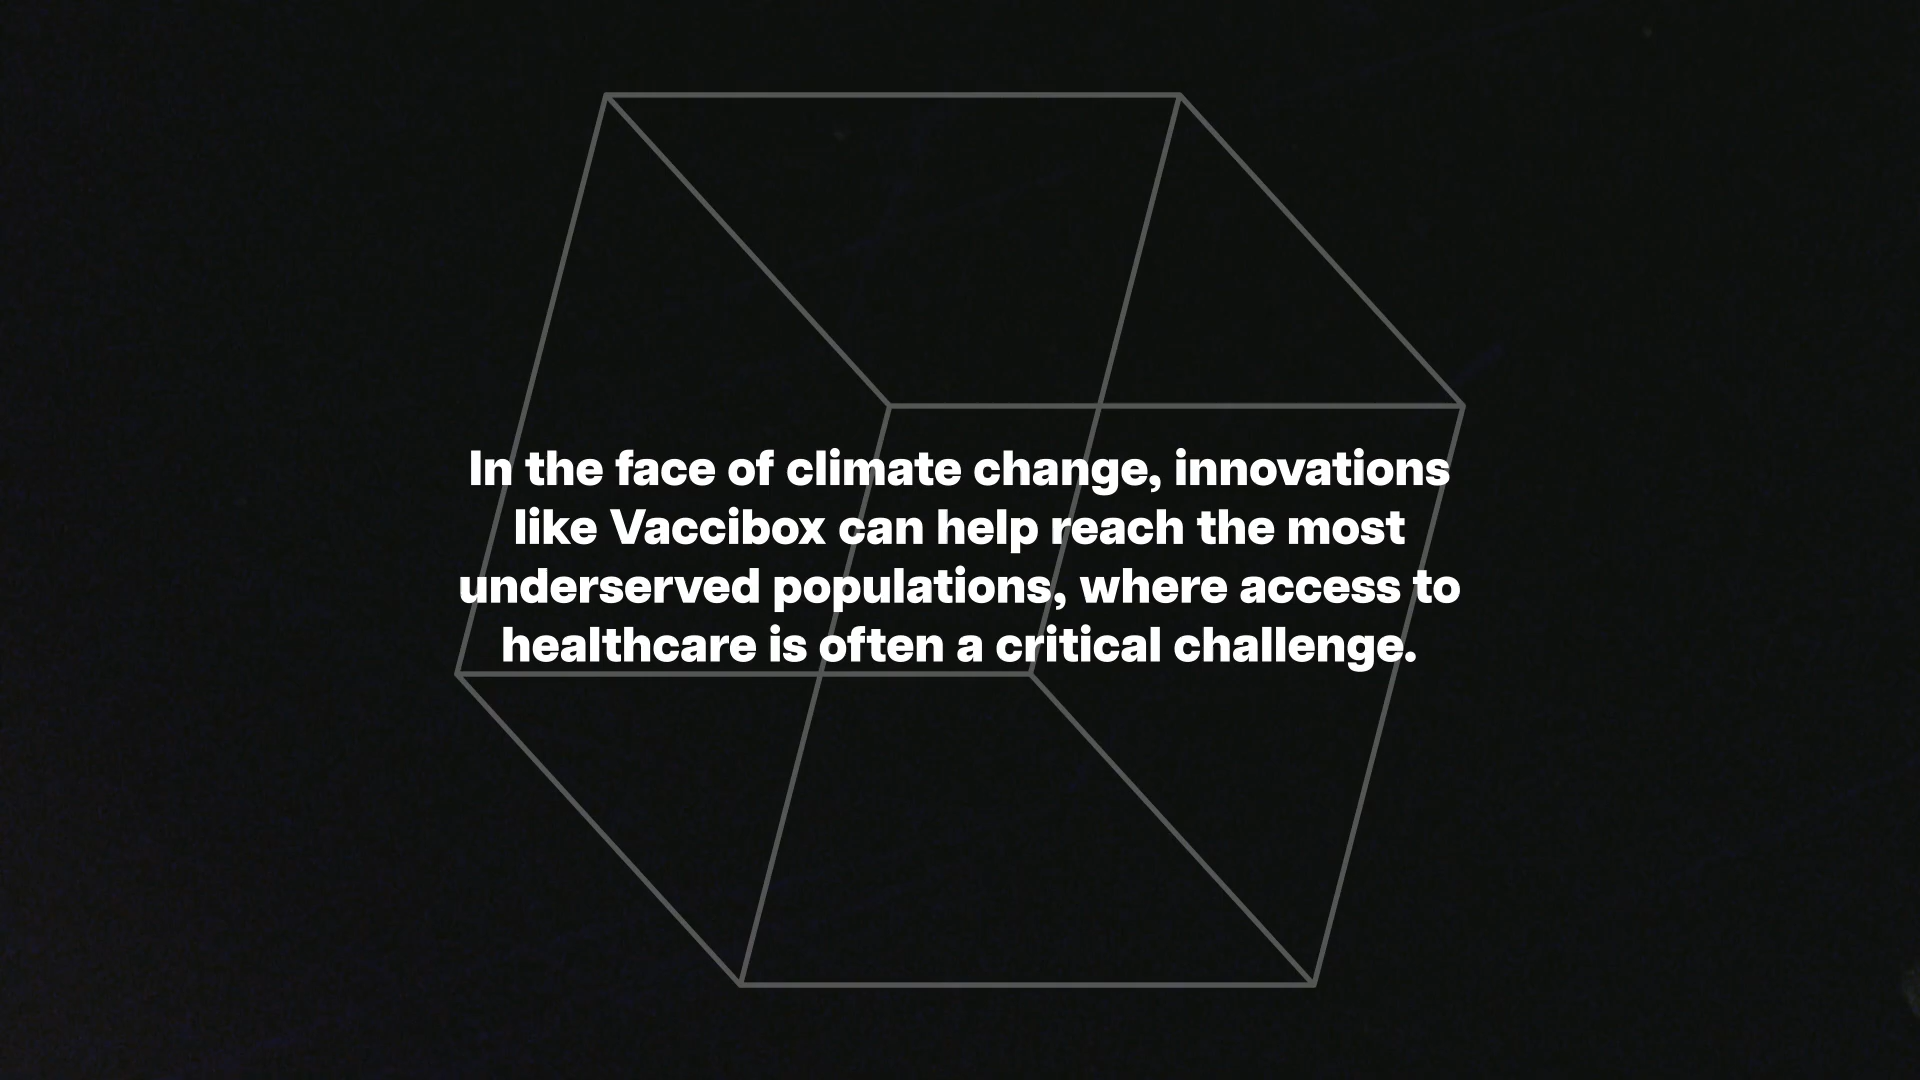 In the face of climate change, innovations
like Vaccibox can help reach the most
underserved populations, where access to
healthcare is often a critical challenge.